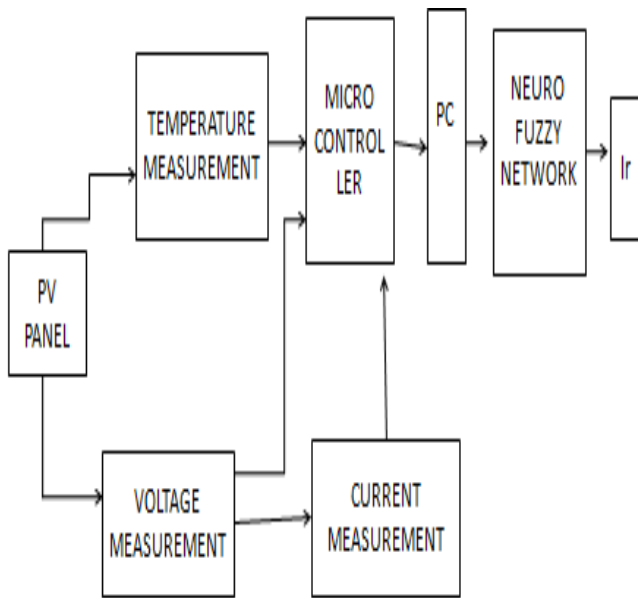 TEMPERATURE
MEASUREMENT
MICRO
CONTROL
LER
PC
NEURO
FUZZY
NETWORK
Ir
PV
PANEL
VOLTAGE
MEASUREMENT
CURRENT
MEASUREMENT